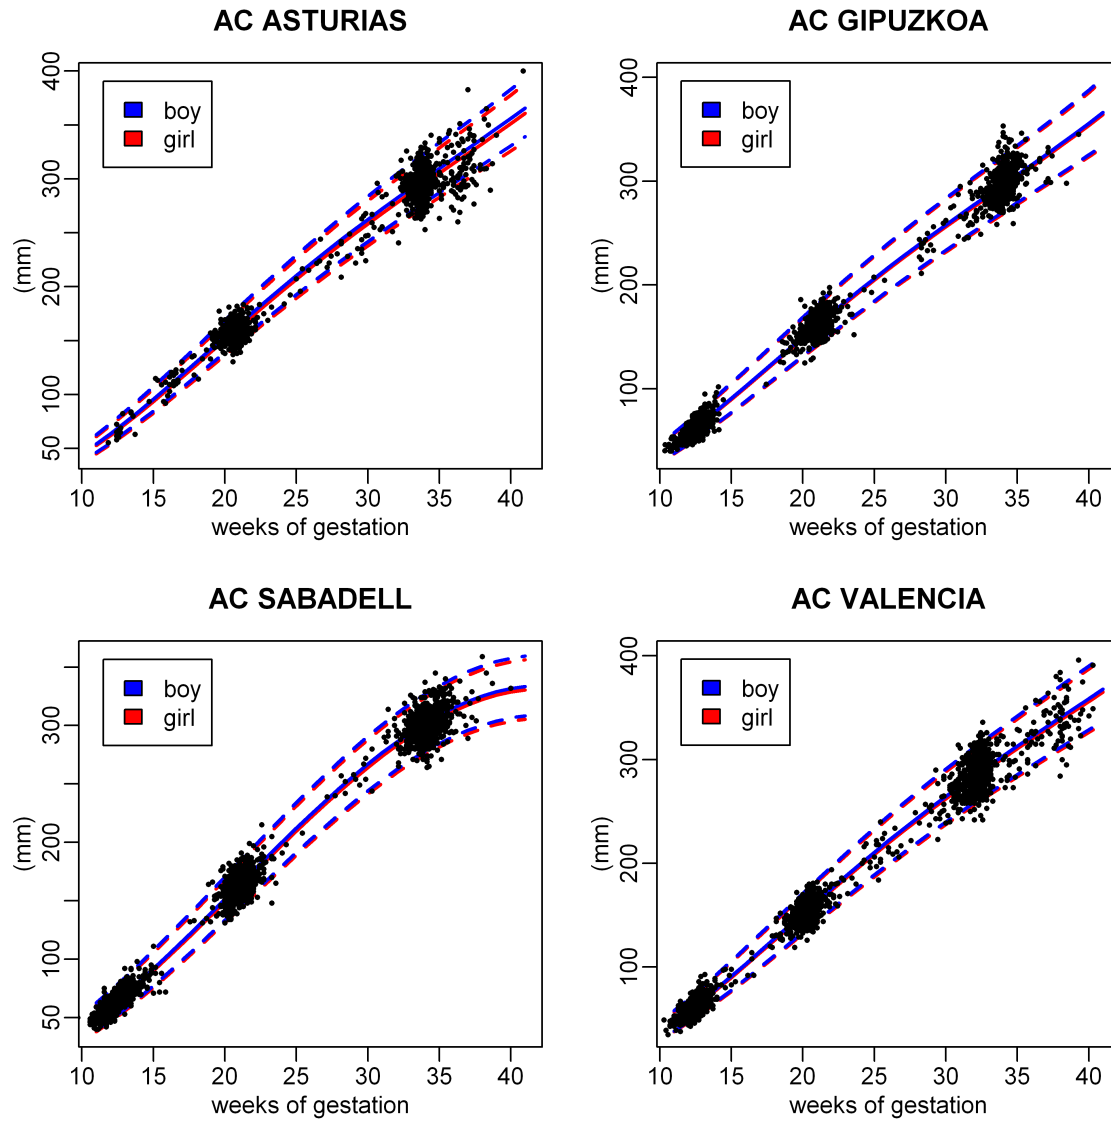 AC ASTURIAS
400
300
200
100
50
(mm)
boy
girl
10 15 20 25 30 35 40
weeks of gestation
AC GIPUZKOA
400
300
200
100
(mm)
boy
girl
10 15 20 25 30 35 40
weeks of gestation
AC SABADELL
300
200
100
50
(mm)
boy
girl
10 15 20 25 30 35 40
weeks of gestation
AC VALENCIA
400
300
200
100
(mm)
boy
girl
10 15 20 25 30 35 40
weeks of gestation